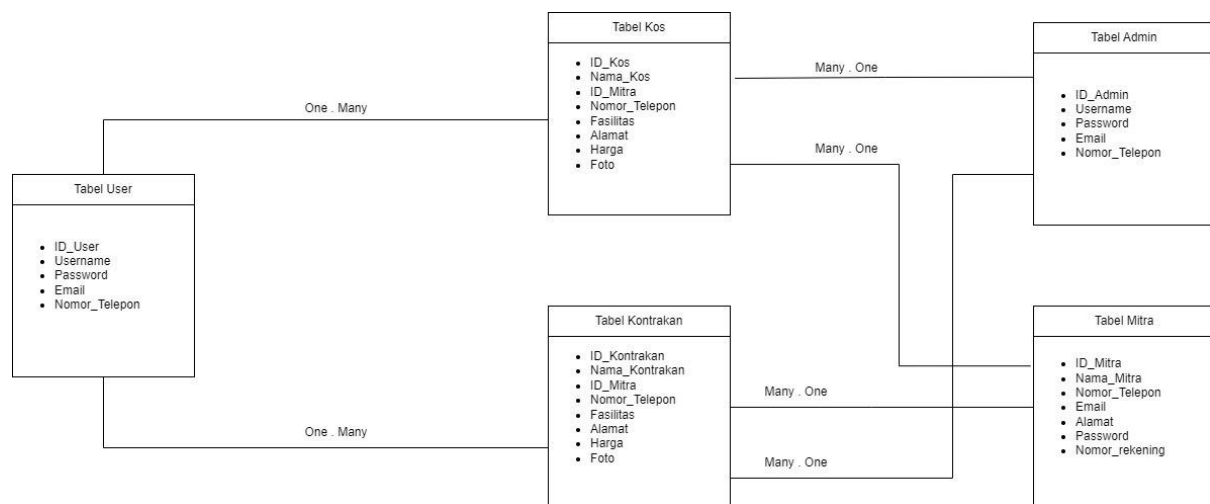 Tabel User
ID_User
Username
Password
Email
Nomor_Telepon
One . Many
One . Many
Tabel Kos
ID_Kos
Nama_Kos
ID_Mitra
Nomor_Telepon
Fasilitas
Alamat
Harga
Foto
Tabel Kontrakan
ID_Kontrakan
Nama_Kontrakan
ID_Mitra
Nomor_Telepon
Fasilitas
Alamat
Harga
Foto
Many . One
Many . One
Many . One
Many . One
Tabel Admin
ID_Admin
Username
Password
Email
Nomor_Telepon
Tabel Mitra
ID_Mitra
Nama_Mitra
Nomor_Telepon
Email
Alamat
Password
Nomor_rekening